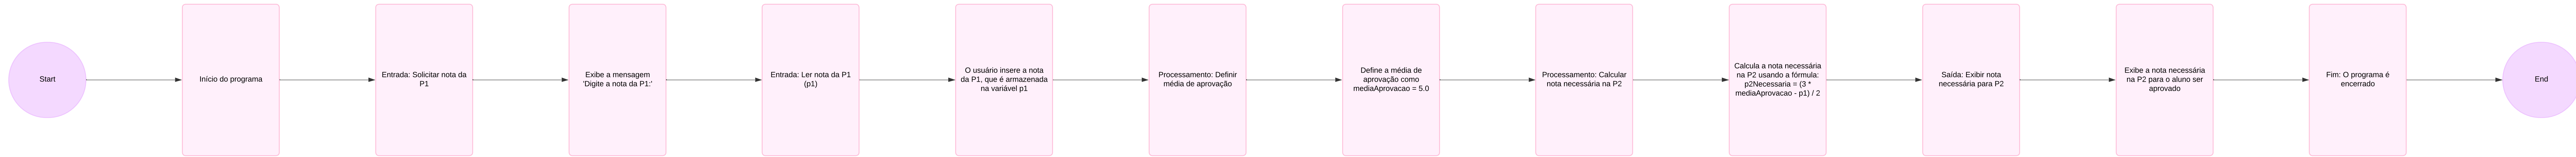 Start
Início do programa
Entrada: Solicitar nota da
P1
Exibe a mensagem
'Digite a nota da P1:'
Entrada: Ler nota da P1
(p1)
O usuário insere a nota
da P1, que é armazenada
na variável p1
Processamento: Definir
média de aprovação
Define a média de
aprovação como
mediaAprovacao = 5.0
Processamento: Calcular
nota necessária na P2
Calcula a nota necessária
na P2 usando a fórmula:
p2Necessaria = (3 *
mediaAprovacao - p1) / 2
Saída: Exibir nota
necessária para P2
Exibe a nota necessária
na P2 para o aluno ser
aprovado
Fim: O programa é
encerrado
End